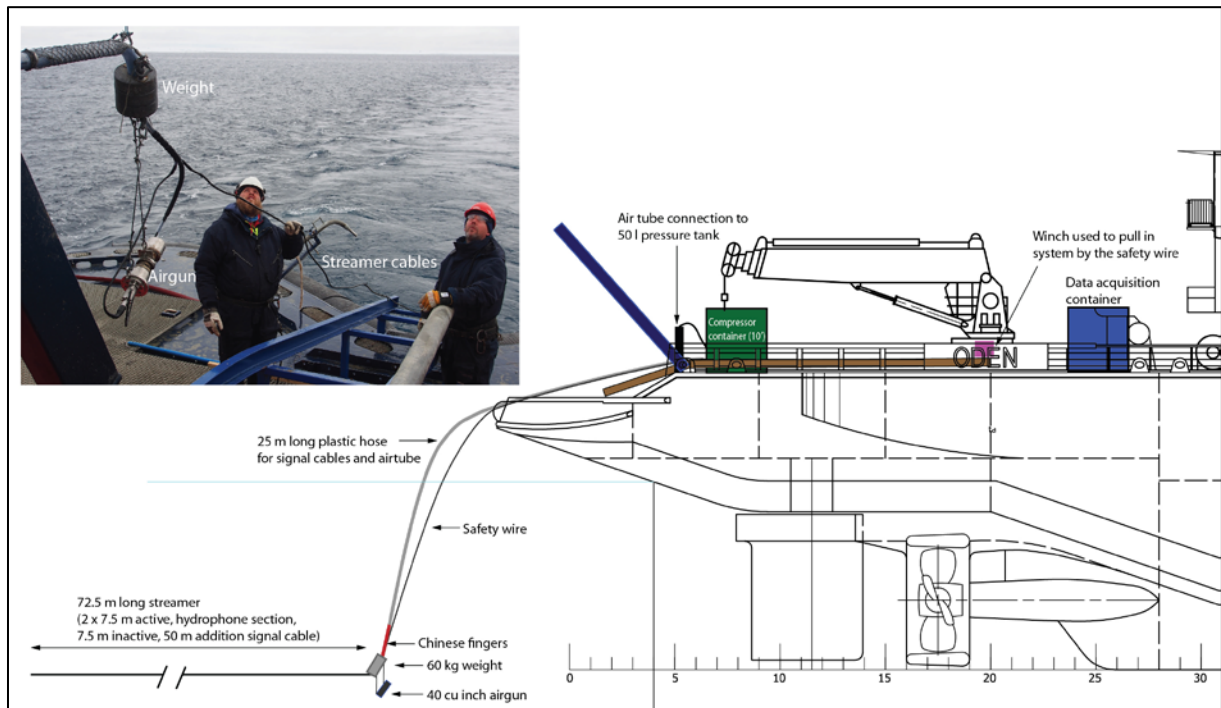 Weight
Airgun
Streamer cables
Air tube connection to
50 l pressure tank
Winch used to pull in
system by the safety wire
Data acquisition
container
Compressor
container (10')
ODEN
25 m long plastic hose
for signal cables and airtube
Safety wire
72.5 m long streamer
(2 x 7.5 m active, hydrophone section,
7.5 m inactive, 50 m addition signal cable)
Chinese fingers
60 kg weight
40 cu inch airgun
0 5 10 15 20 25 30